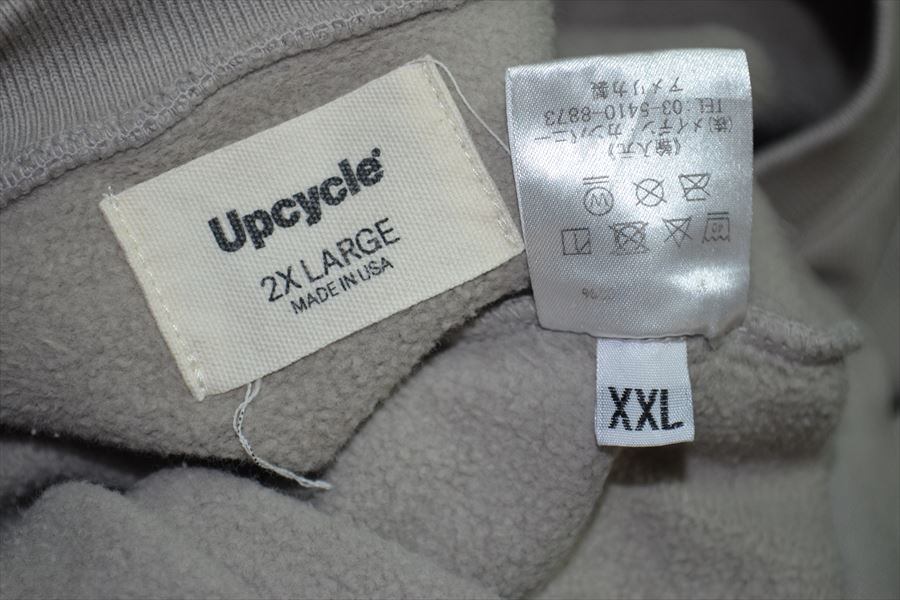 Upcycle®
2X LARGE
MADE IN USA
《輸入元》
(株)メイデン カンパニー
TEL: 03-5410-8873
アメリカ製
40
XXL